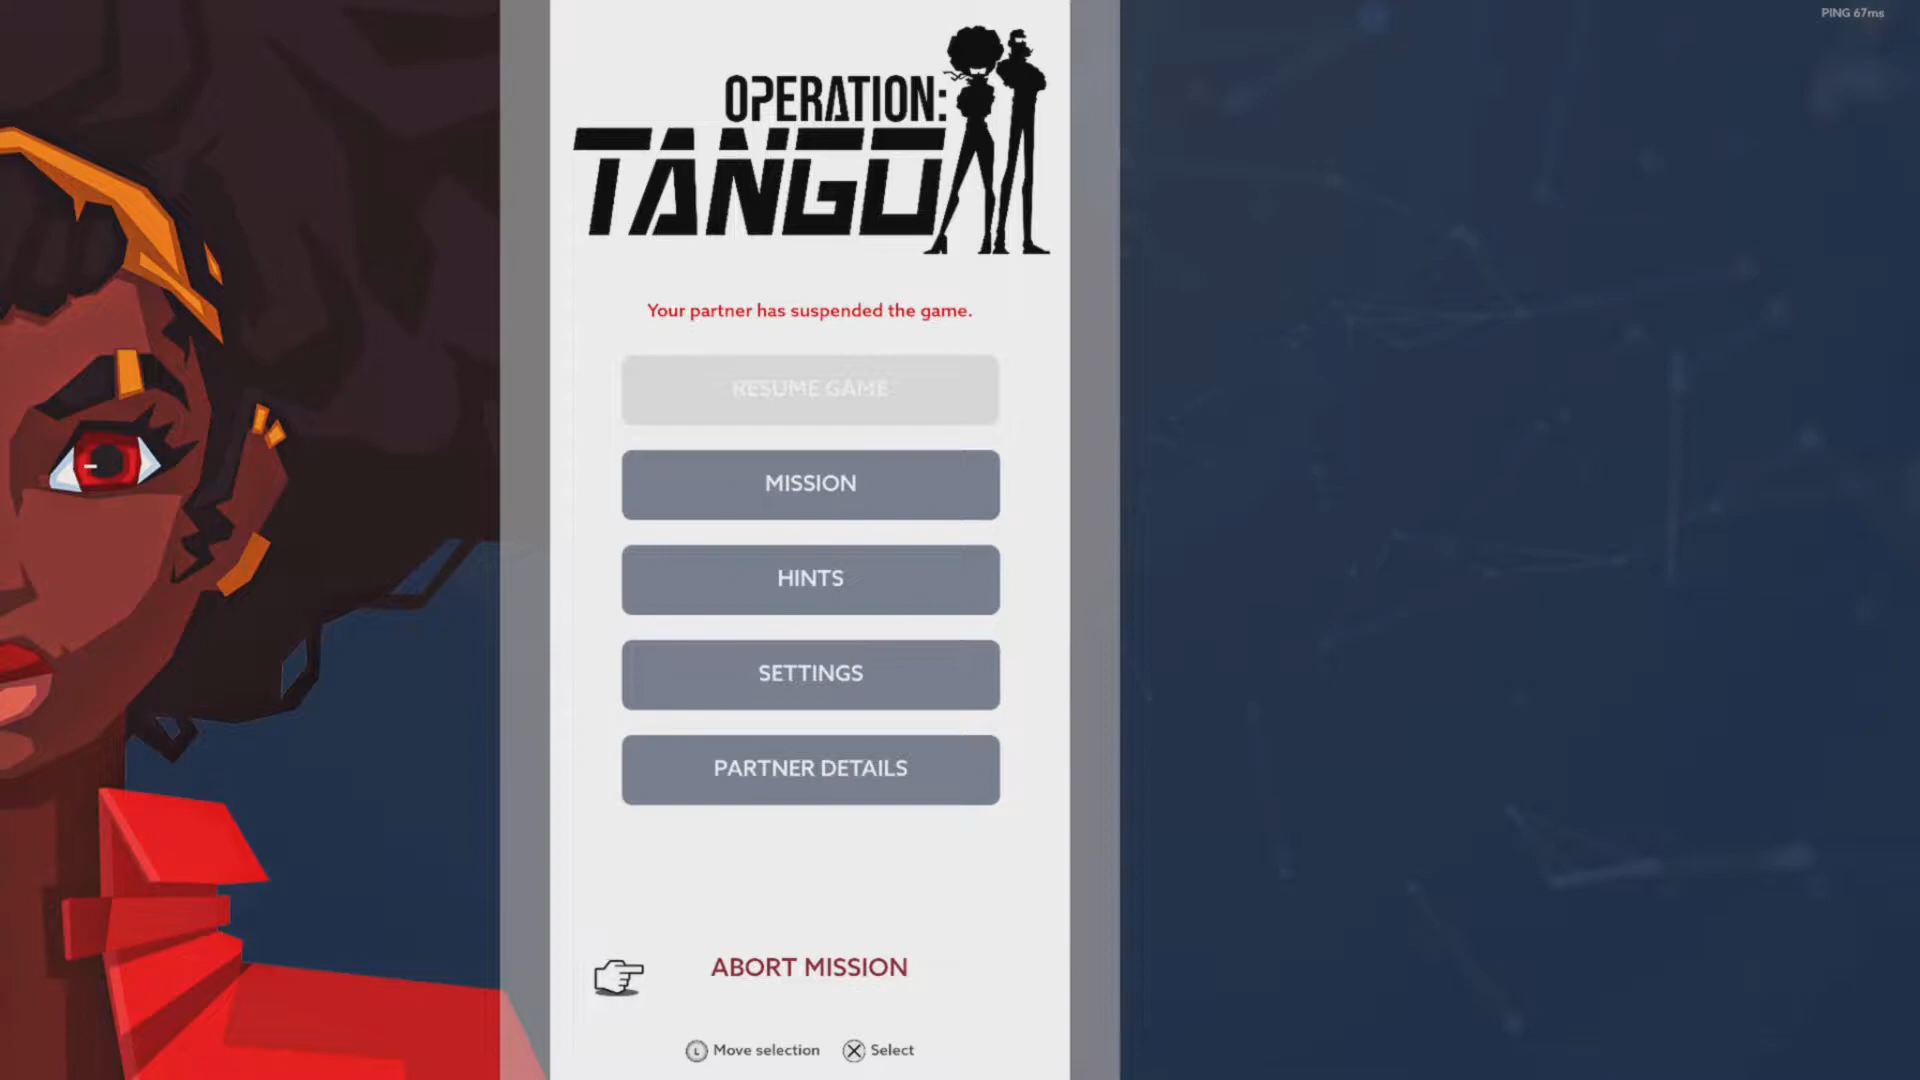 PING 67ms
OPERATION:
TANGO
Your partner has suspended the game.
RESUME GAME
MISSION
HINTS
SETTINGS
PARTNER DETAILS
ABORT MISSION
L Move selection X Select